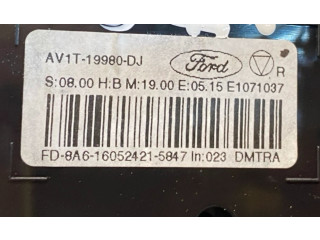 AV1T-19980-DJ Ford R
S:08.00 H:B M:19.00 E:05.15 E1071037
FD-8A6-16052421-5847 In:023 DMTRA